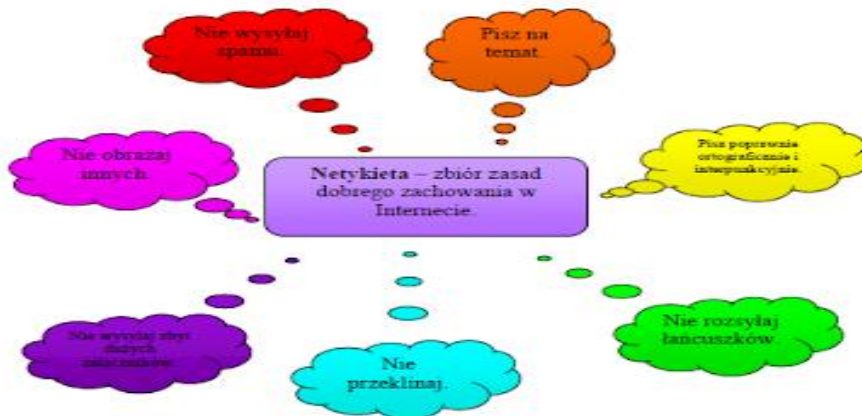 Nie wysyłaj
spamu.
Pisz na
temat.
Nie obrażaj
innych.
Netykieta – zbiór zasad
dobrego zachowania w
Internecie.
Pisz poprawnie
ortograficznie i
interpunkcyjnie.
Nie wysyłaj zbyt
dużych
załączników.
Nie
przeklinaj.
Nie rozsyłaj
łańcuszków.